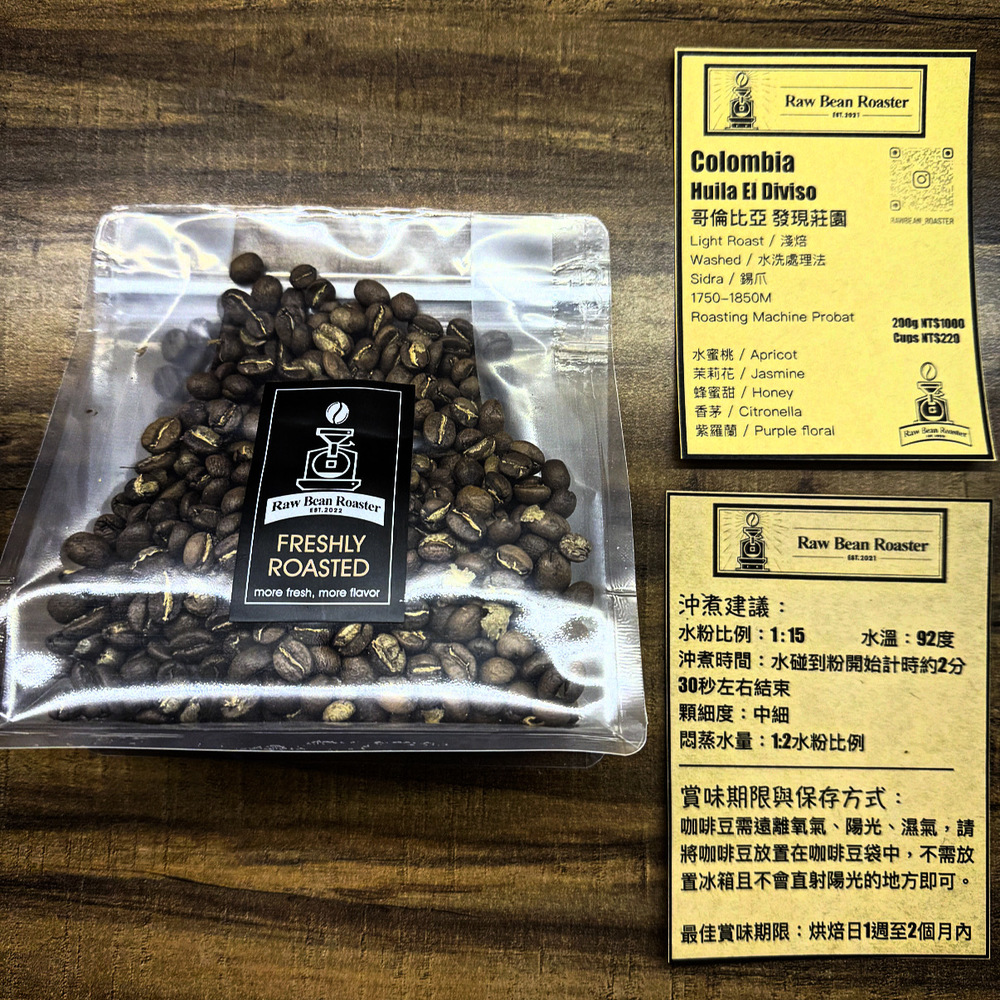 Raw Bean Roaster
EST.2022
FRESHLY
ROASTED
more fresh, more flavor
Raw Bean Roaster
EST.2021
Colombia
Huila El Diviso
哥倫比亞 發現莊園
Light Roast / 淺焙
Washed / 水洗處理法
Sidra / 錫爪
1750-1850M
Roasting Machine Probat
RAWBEAN_ROASTER
200g NT$1000
Cups NT$220
水蜜桃 / Apricot
茉莉花 / Jasmine
蜂蜜甜 / Honey
香茅 / Citronella
紫羅蘭 / Purple floral
Raw Bean Roaster
Raw Bean Roaster
EST.2021
沖煮建議：
水粉比例：1:15 水溫：92度
沖煮時間：水碰到粉開始計時約2分
30秒左右結束
顆細度：中細
悶蒸水量：1:2水粉比例
賞味期限與保存方式：
咖啡豆需遠離氧氣、陽光、濕氣，請
將咖啡豆放置在咖啡豆袋中，不需放
置冰箱且不會直射陽光的地方即可。
最佳賞味期限：烘焙日1週至2個月內